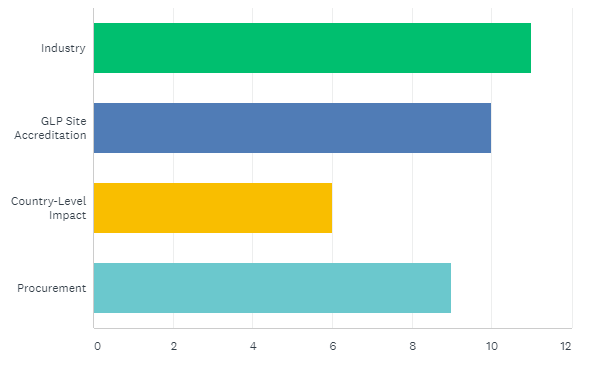 Industry
GLP Site
Accreditation
Country-Level
Impact
Procurement
0 2 4 6 8 10 12